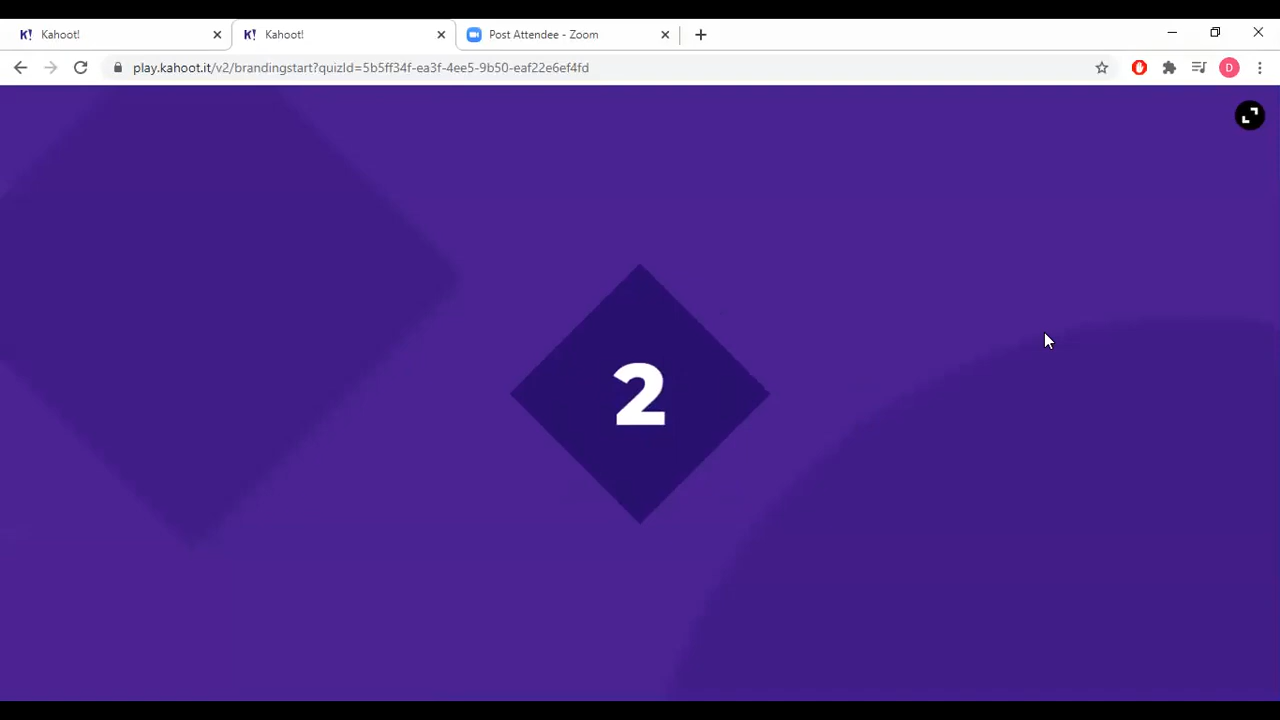 K! Kahoot!
K! Kahoot!
Post Attendee - Zoom
play.kahoot.it/v2/brandingstart?quizId=5b5ff34f-ea3f-4ee5-9b50-eaf22e6ef4fd
D
2